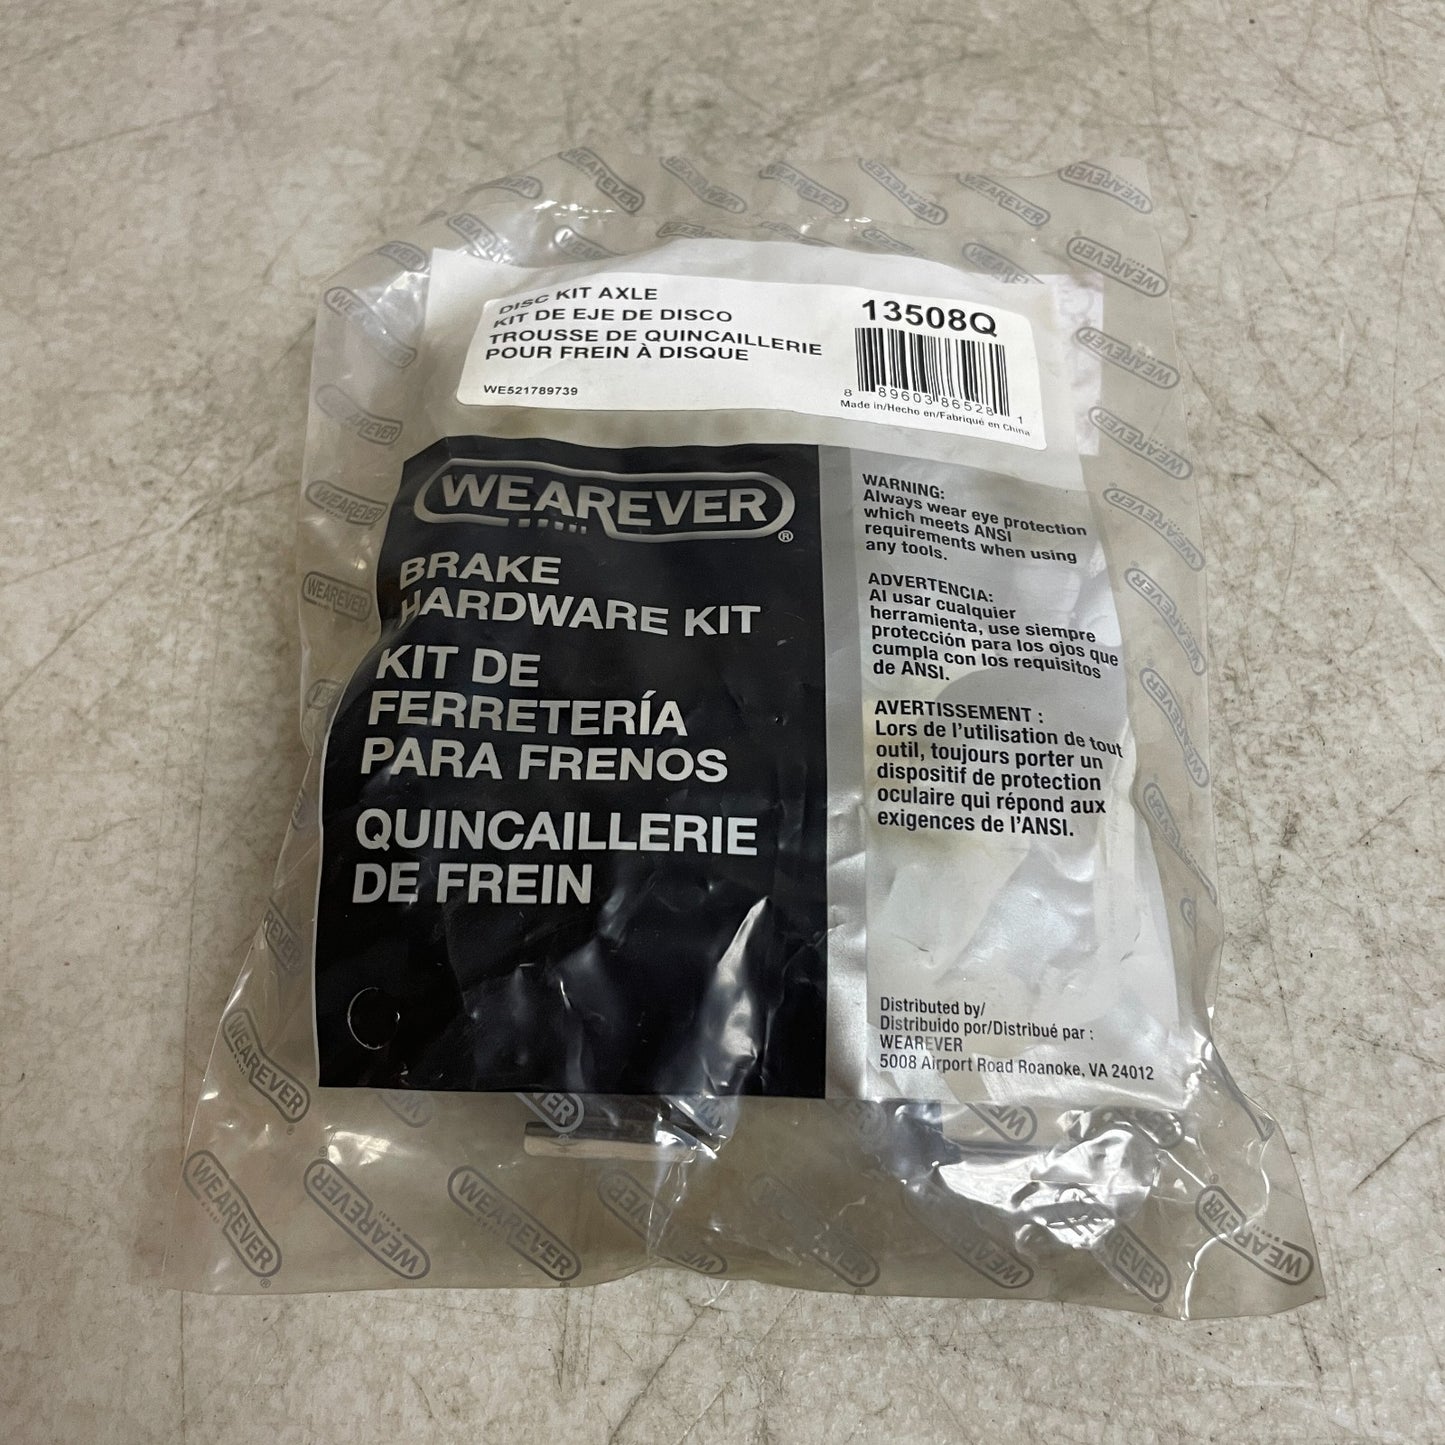 DISC KIT AXLE
KIT DE EJE DE DISCO
TROUSSE DE QUINCAILLERIE
POUR FREIN À DISQUE
WE521789739
13508Q
8 89603 86528 1
Made in/Hecho en/Fabriqué en China
WEAREVER®
BRAKE
HARDWARE KIT
KIT DE
FERRETERÍA
PARA FRENOS
QUINCAILLERIE
DE FREIN
WARNING:
Always wear eye protection
which meets ANSI
requirements when using
any tools.
ADVERTENCIA:
Al usar cualquier
herramienta, use siempre
protección para los ojos que
cumpla con los requisitos
de ANSI.
AVERTISSEMENT :
Lors de l'utilisation de tout
outil, toujours porter un
dispositif de protection
oculaire qui répond aux
exigences de l'ANSI.
Distributed by/
Distribuido por/Distribué par :
WEAREVER
5008 Airport Road Roanoke, VA 24012